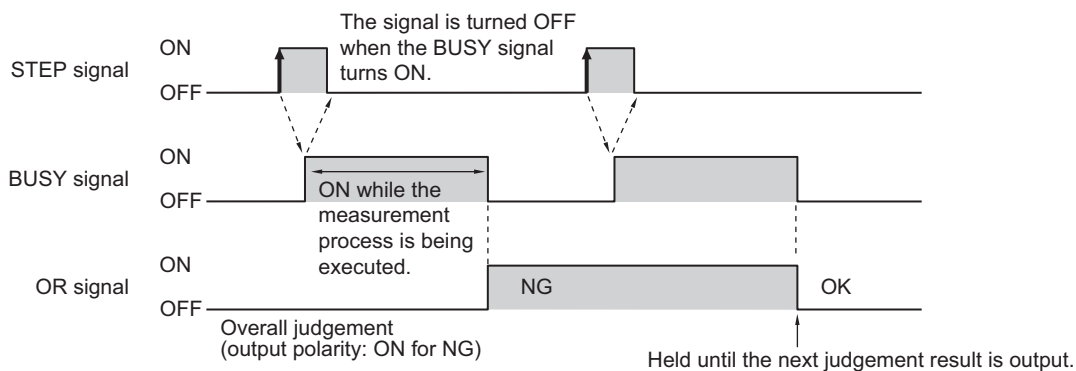 The signal is turned OFF
when the BUSY signal
turns ON.
ON
STEP signal
OFF
ON
BUSY signal
OFF
ON while the
measurement
process is being
executed.
ON
OR signal
NG
OK
OFF
Overall judgement
(output polarity: ON for NG)
Held until the next judgement result is output.